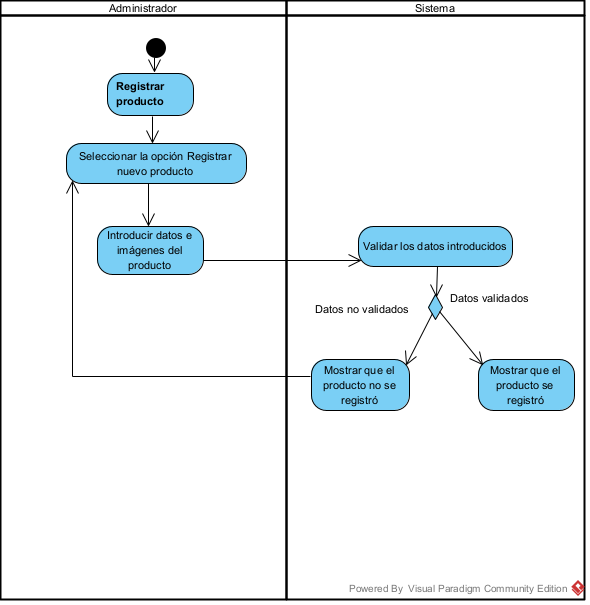 Administrador
Sistema
Registrar
producto
Seleccionar la opción Registrar
nuevo producto
Introducir datos e
imágenes del
producto
Validar los datos introducidos
Datos no validados
Datos validados
Mostrar que el
producto no se
registró
Mostrar que el
producto se
registró
Powered By Visual Paradigm Community Edition